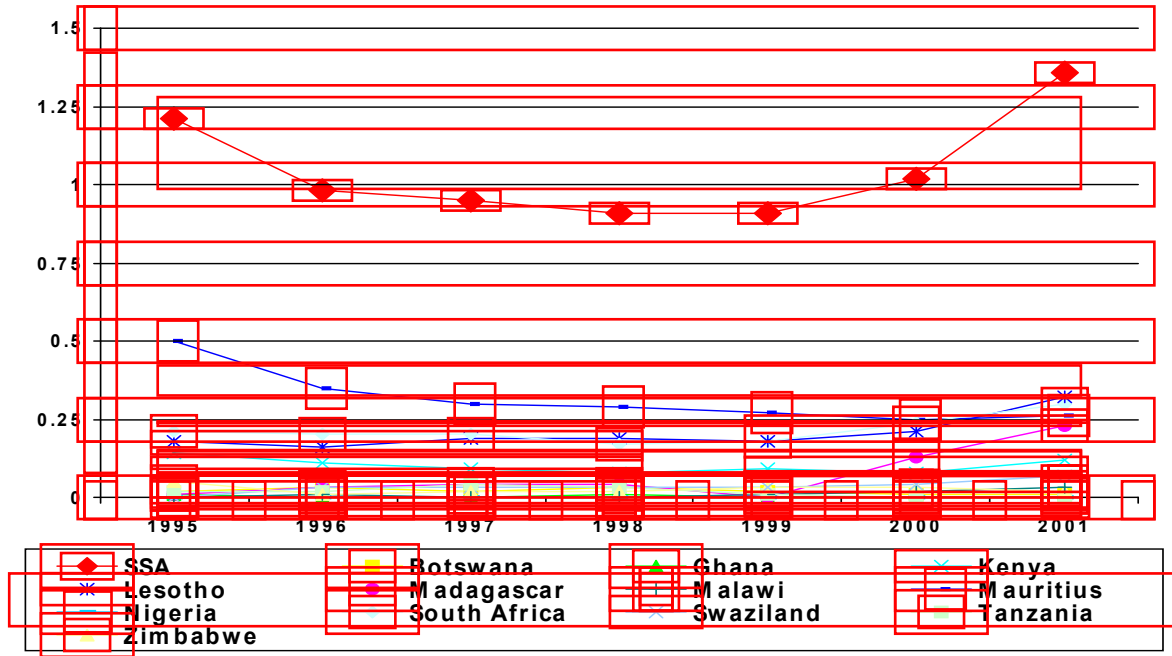 1.5
1.25
1
0.75
0.5
0.25
0
1995 1996 1997 1998 1999 2000 2001
SSA Botswana Ghana Kenya
Lesotho Madagascar Malawi Mauritius
Nigeria South Africa Swaziland Tanzania
Zimbabwe